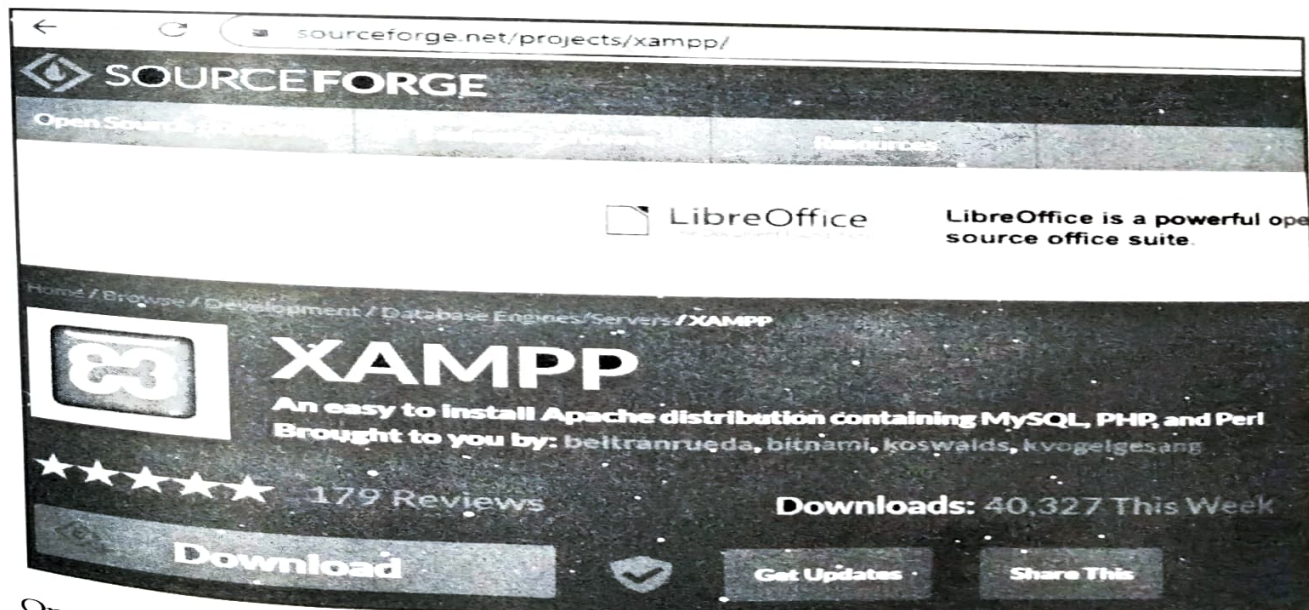 sourceforge.net/projects/xampp/
SOURCEFORGE
Open Source
Resources
LibreOffice
LibreOffice is a powerful ope
source office suite.
Home / Browse / Development / Database Engines/Servers / XAMPP
XAMPP
An easy to install Apache distribution containing MySQL, PHP, and Perl
Brought to you by: beltranrueda, bitnami, koswalds, kvogelgesang
179 Reviews
Downloads: 40,327 This Week
Download
Get Updates
Share This